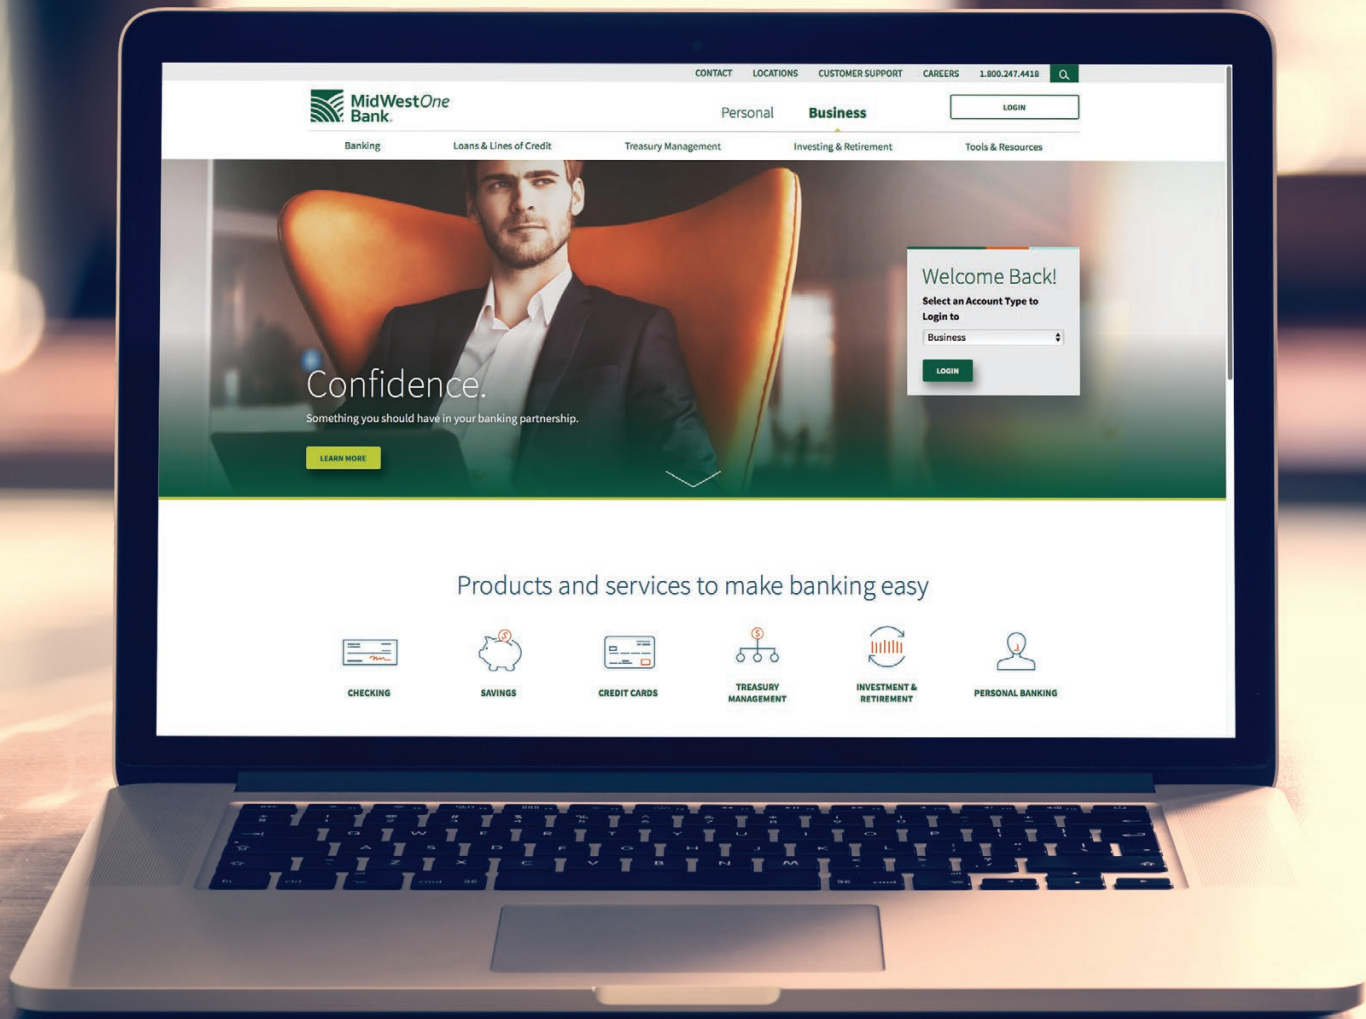 CONTACT LOCATIONS CUSTOMER SUPPORT CAREERS 1.800.247.4418
MidWestOne
Bank.
Personal Business
LOGIN
Banking Loans & Lines of Credit Treasury Management Investing & Retirement Tools & Resources
Welcome Back!
Select an Account Type to
Login to
Business
LOGIN
Confidence.
Something you should have in your banking partnership.
LEARN MORE
Products and services to make banking easy
CHECKING
SAVINGS
CREDIT CARDS
TREASURY
MANAGEMENT
INVESTMENT &
RETIREMENT
PERSONAL BANKING